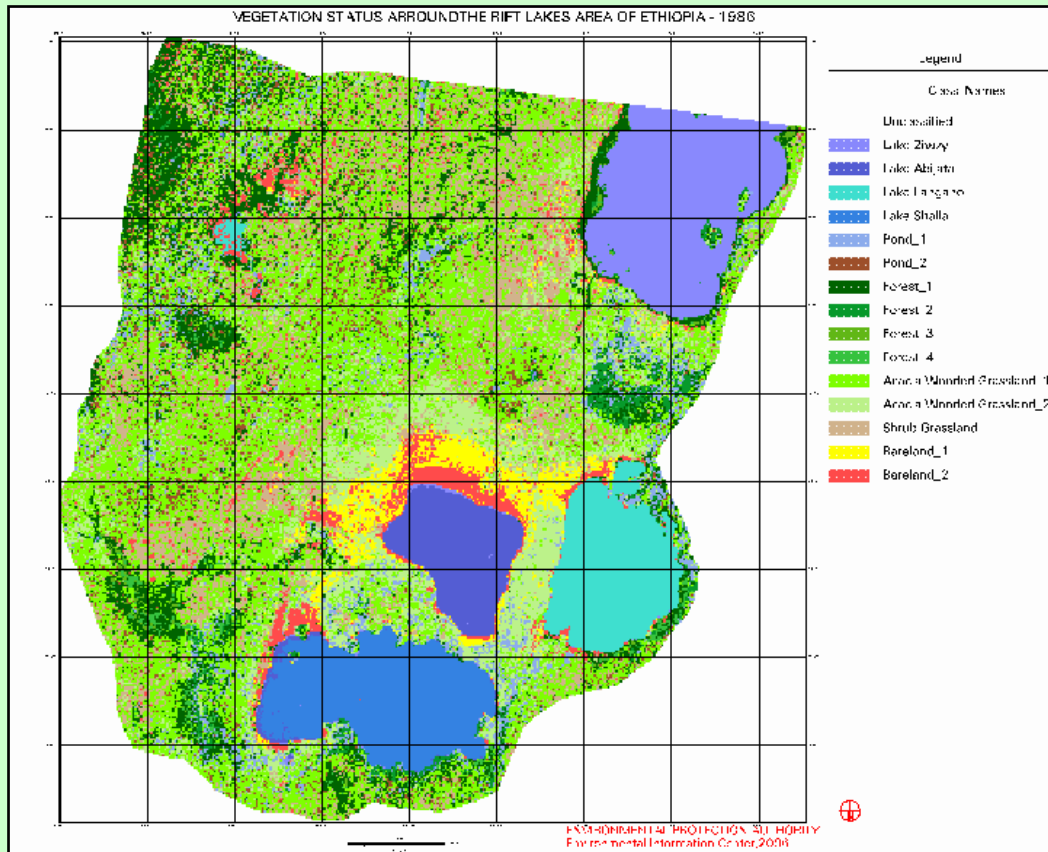 VEGETATION STATUS ARROUNDTHE RIFT LAKES AREA OF ETHIOPIA - 1986
Legend
Class Names
Unclassified
Lake Ziway
Lake Abijata
Lake Langano
Lake Shalla
Pond_1
Pond_2
Forest_1
Forest_2
Forest_3
Forest_4
Acacia Wooded Grassland_1
Acacia Wooded Grassland_2
Shrub Grassland
Bareland_1
Bareland_2
ENVIRONMENTAL PROTECTION AUTHORITY
Environmental Information Center,2006